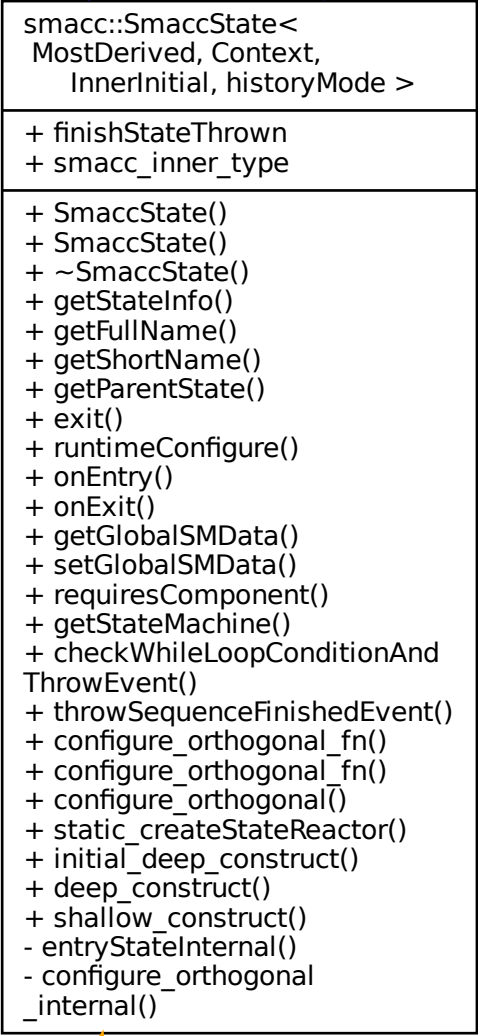 smacc::SmaccState<
MostDerived, Context,
InnerInitial, historyMode >
+ finishStateThrown
+ smacc_inner_type
+ SmaccState()
+ SmaccState()
+ ~SmaccState()
+ getStateInfo()
+ getFullName()
+ getShortName()
+ getParentState()
+ exit()
+ runtimeConfigure()
+ onEntry()
+ onExit()
+ getGlobalSMData()
+ setGlobalSMData()
+ requiresComponent()
+ getStateMachine()
+ checkWhileLoopConditionAnd
ThrowEvent()
+ throwSequenceFinishedEvent()
+ configure_orthogonal_fn()
+ configure_orthogonal_fn()
+ configure_orthogonal()
+ static_createStateReactor()
+ initial_deep_construct()
+ deep_construct()
+ shallow_construct()
- entryStateInternal()
- configure_orthogonal
_internal()